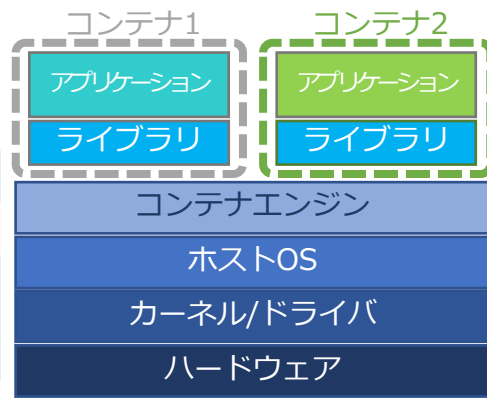 コンテナ1
コンテナ2
アプリケーション
アプリケーション
ライブラリ
ライブラリ
コンテナエンジン
ホストOS
カーネル/ドライバ
ハードウェア